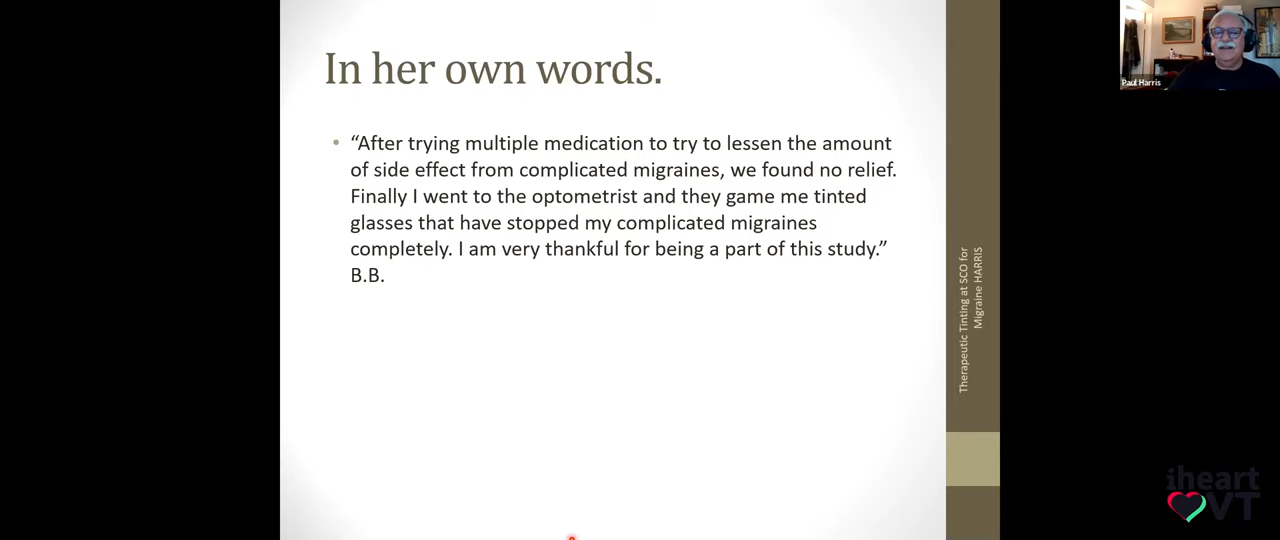 In her own words.
• “After trying multiple medication to try to lessen the amount
of side effect from complicated migraines, we found no relief.
Finally I went to the optometrist and they game me tinted
glasses that have stopped my complicated migraines
completely. I am very thankful for being a part of this study.”
B.B.
Therapeutic Tinting at SCO for
Migraine HARRIS
Paul Harris
iheart
VT